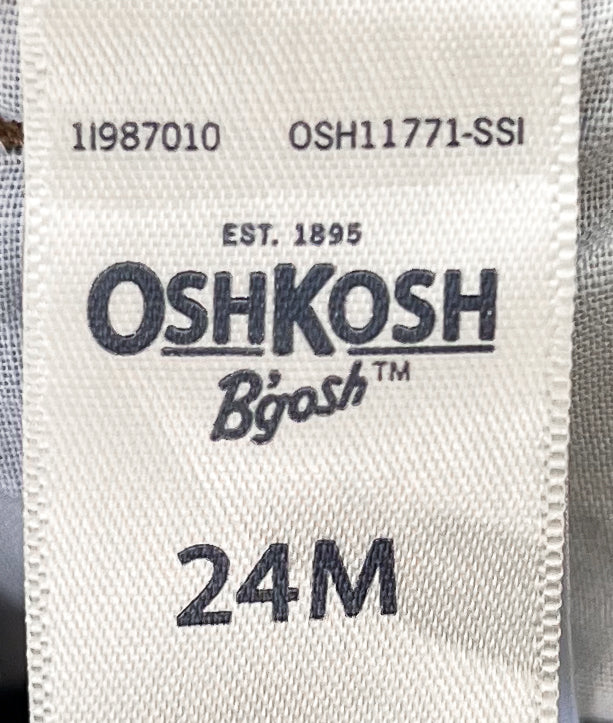 1I987010 OSH11771-SSI
EST. 1895
OSHKOSH
B'gosh™
24M